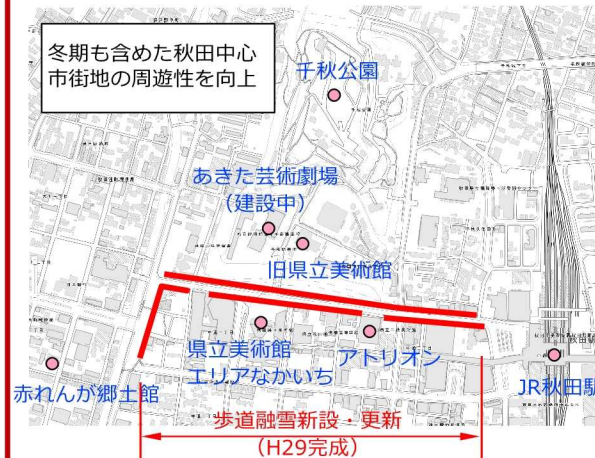 冬期も含めた秋田中心
市街地の周遊性を向上
千秋公園
あきた芸術劇場
（建設中）
旧県立美術館
県立美術館
エリアなかいち
アトリオン
赤れんが郷土館
JR秋田駅
歩道融雪新設・更新
（H29完成）